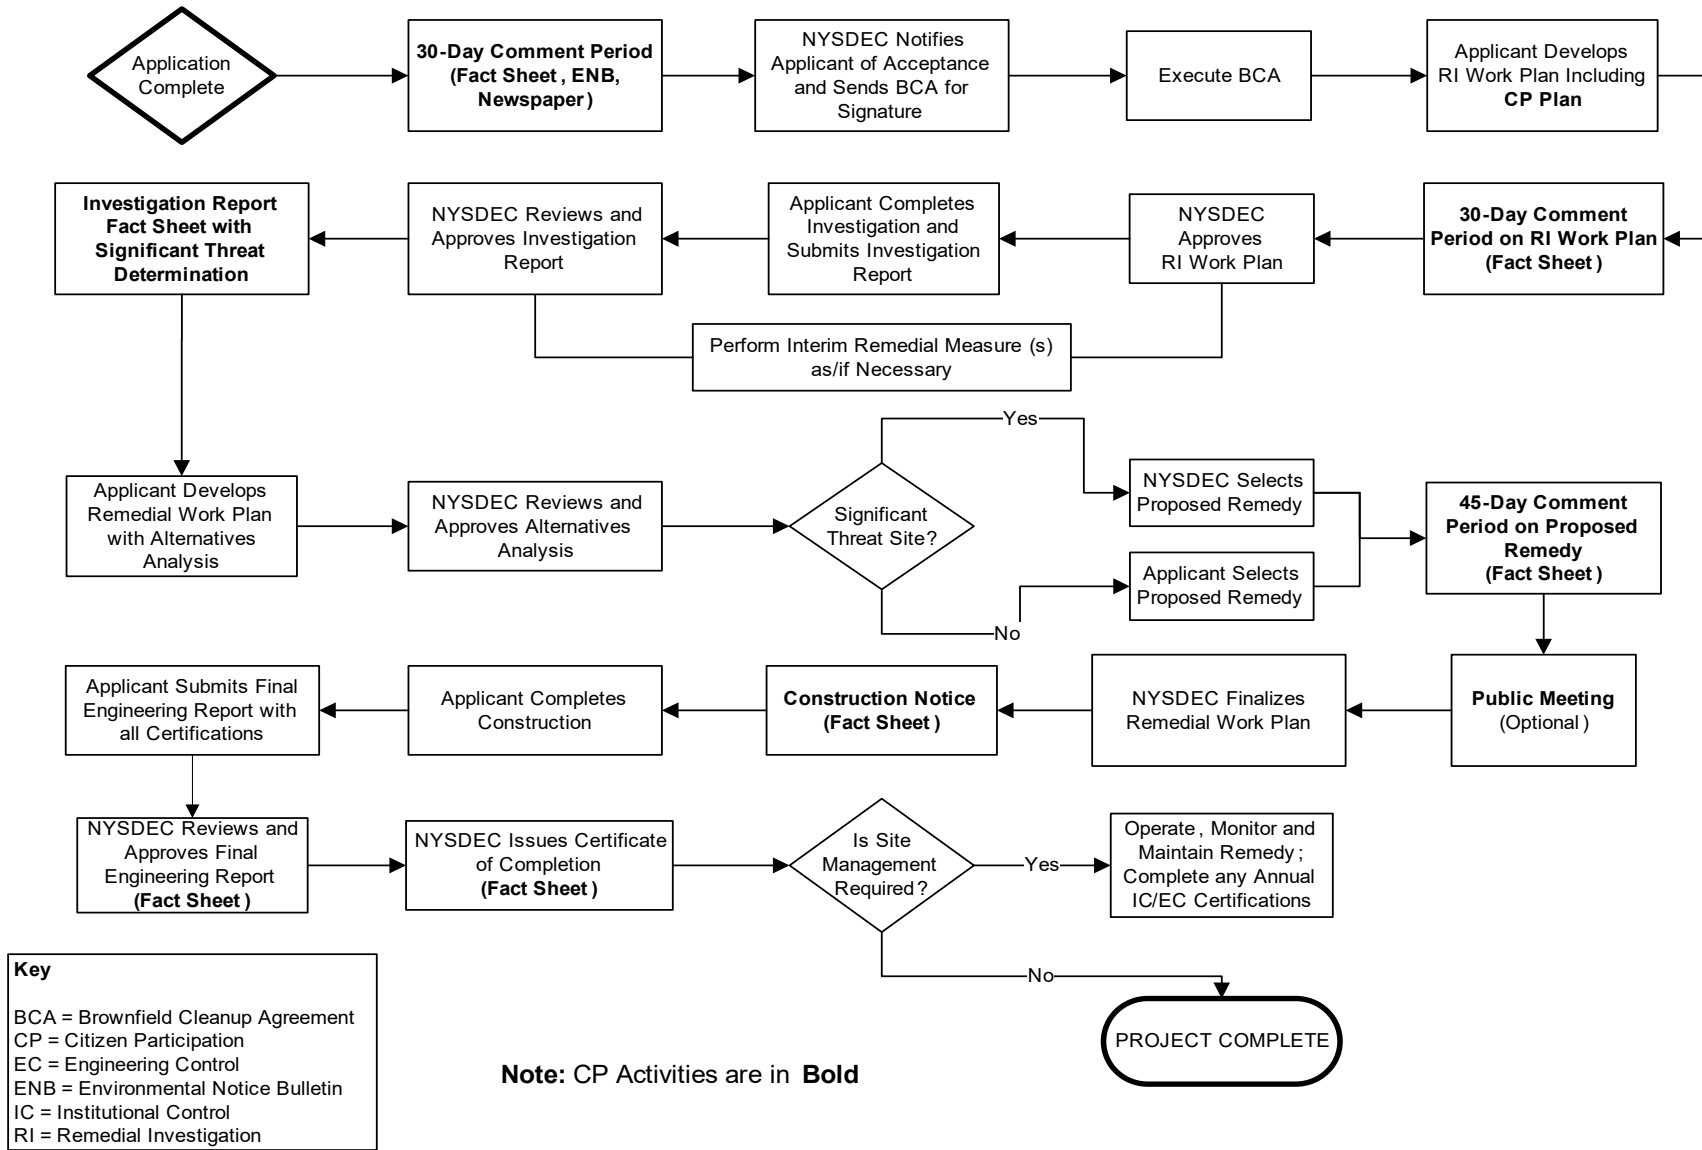 Application
Complete
30-Day Comment Period
(Fact Sheet, ENB,
Newspaper)
NYSDEC Notifies
Applicant of Acceptance
and Sends BCA for
Signature
Execute BCA
Applicant Develops
RI Work Plan Including
CP Plan
30-Day Comment
Period on RI Work Plan
(Fact Sheet)
NYSDEC
Approves
RI Work Plan
Applicant Completes
Investigation and
Submits Investigation
Report
NYSDEC Reviews and
Approves Investigation
Report
Investigation Report
Fact Sheet with
Significant Threat
Determination
Perform Interim Remedial Measure (s)
as/if Necessary
Applicant Develops
Remedial Work Plan
with Alternatives
Analysis
NYSDEC Reviews and
Approves Alternatives
Analysis
Significant
Threat Site?
Yes
No
NYSDEC Selects
Proposed Remedy
Applicant Selects
Proposed Remedy
45-Day Comment
Period on Proposed
Remedy
(Fact Sheet)
Public Meeting
(Optional)
NYSDEC Finalizes
Remedial Work Plan
Construction Notice
(Fact Sheet)
Applicant Completes
Construction
Applicant Submits Final
Engineering Report with
all Certifications
NYSDEC Reviews and
Approves Final
Engineering Report
(Fact Sheet)
NYSDEC Issues Certificate
of Completion
(Fact Sheet)
Is Site
Management
Required?
Yes
Operate, Monitor and
Maintain Remedy;
Complete any Annual
IC/EC Certifications
No
PROJECT COMPLETE
Key
BCA = Brownfield Cleanup Agreement
CP = Citizen Participation
EC = Engineering Control
ENB = Environmental Notice Bulletin
IC = Institutional Control
RI = Remedial Investigation
Note: CP Activities are in Bold